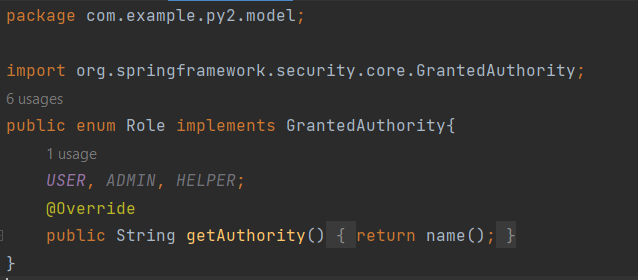 package com.example.py2.model;
import org.springframework.security.core.GrantedAuthority;
6 usages
public enum Role implements GrantedAuthority{
1 usage
USER, ADMIN, HELPER;
@Override
public String getAuthority() { return name(); }
}